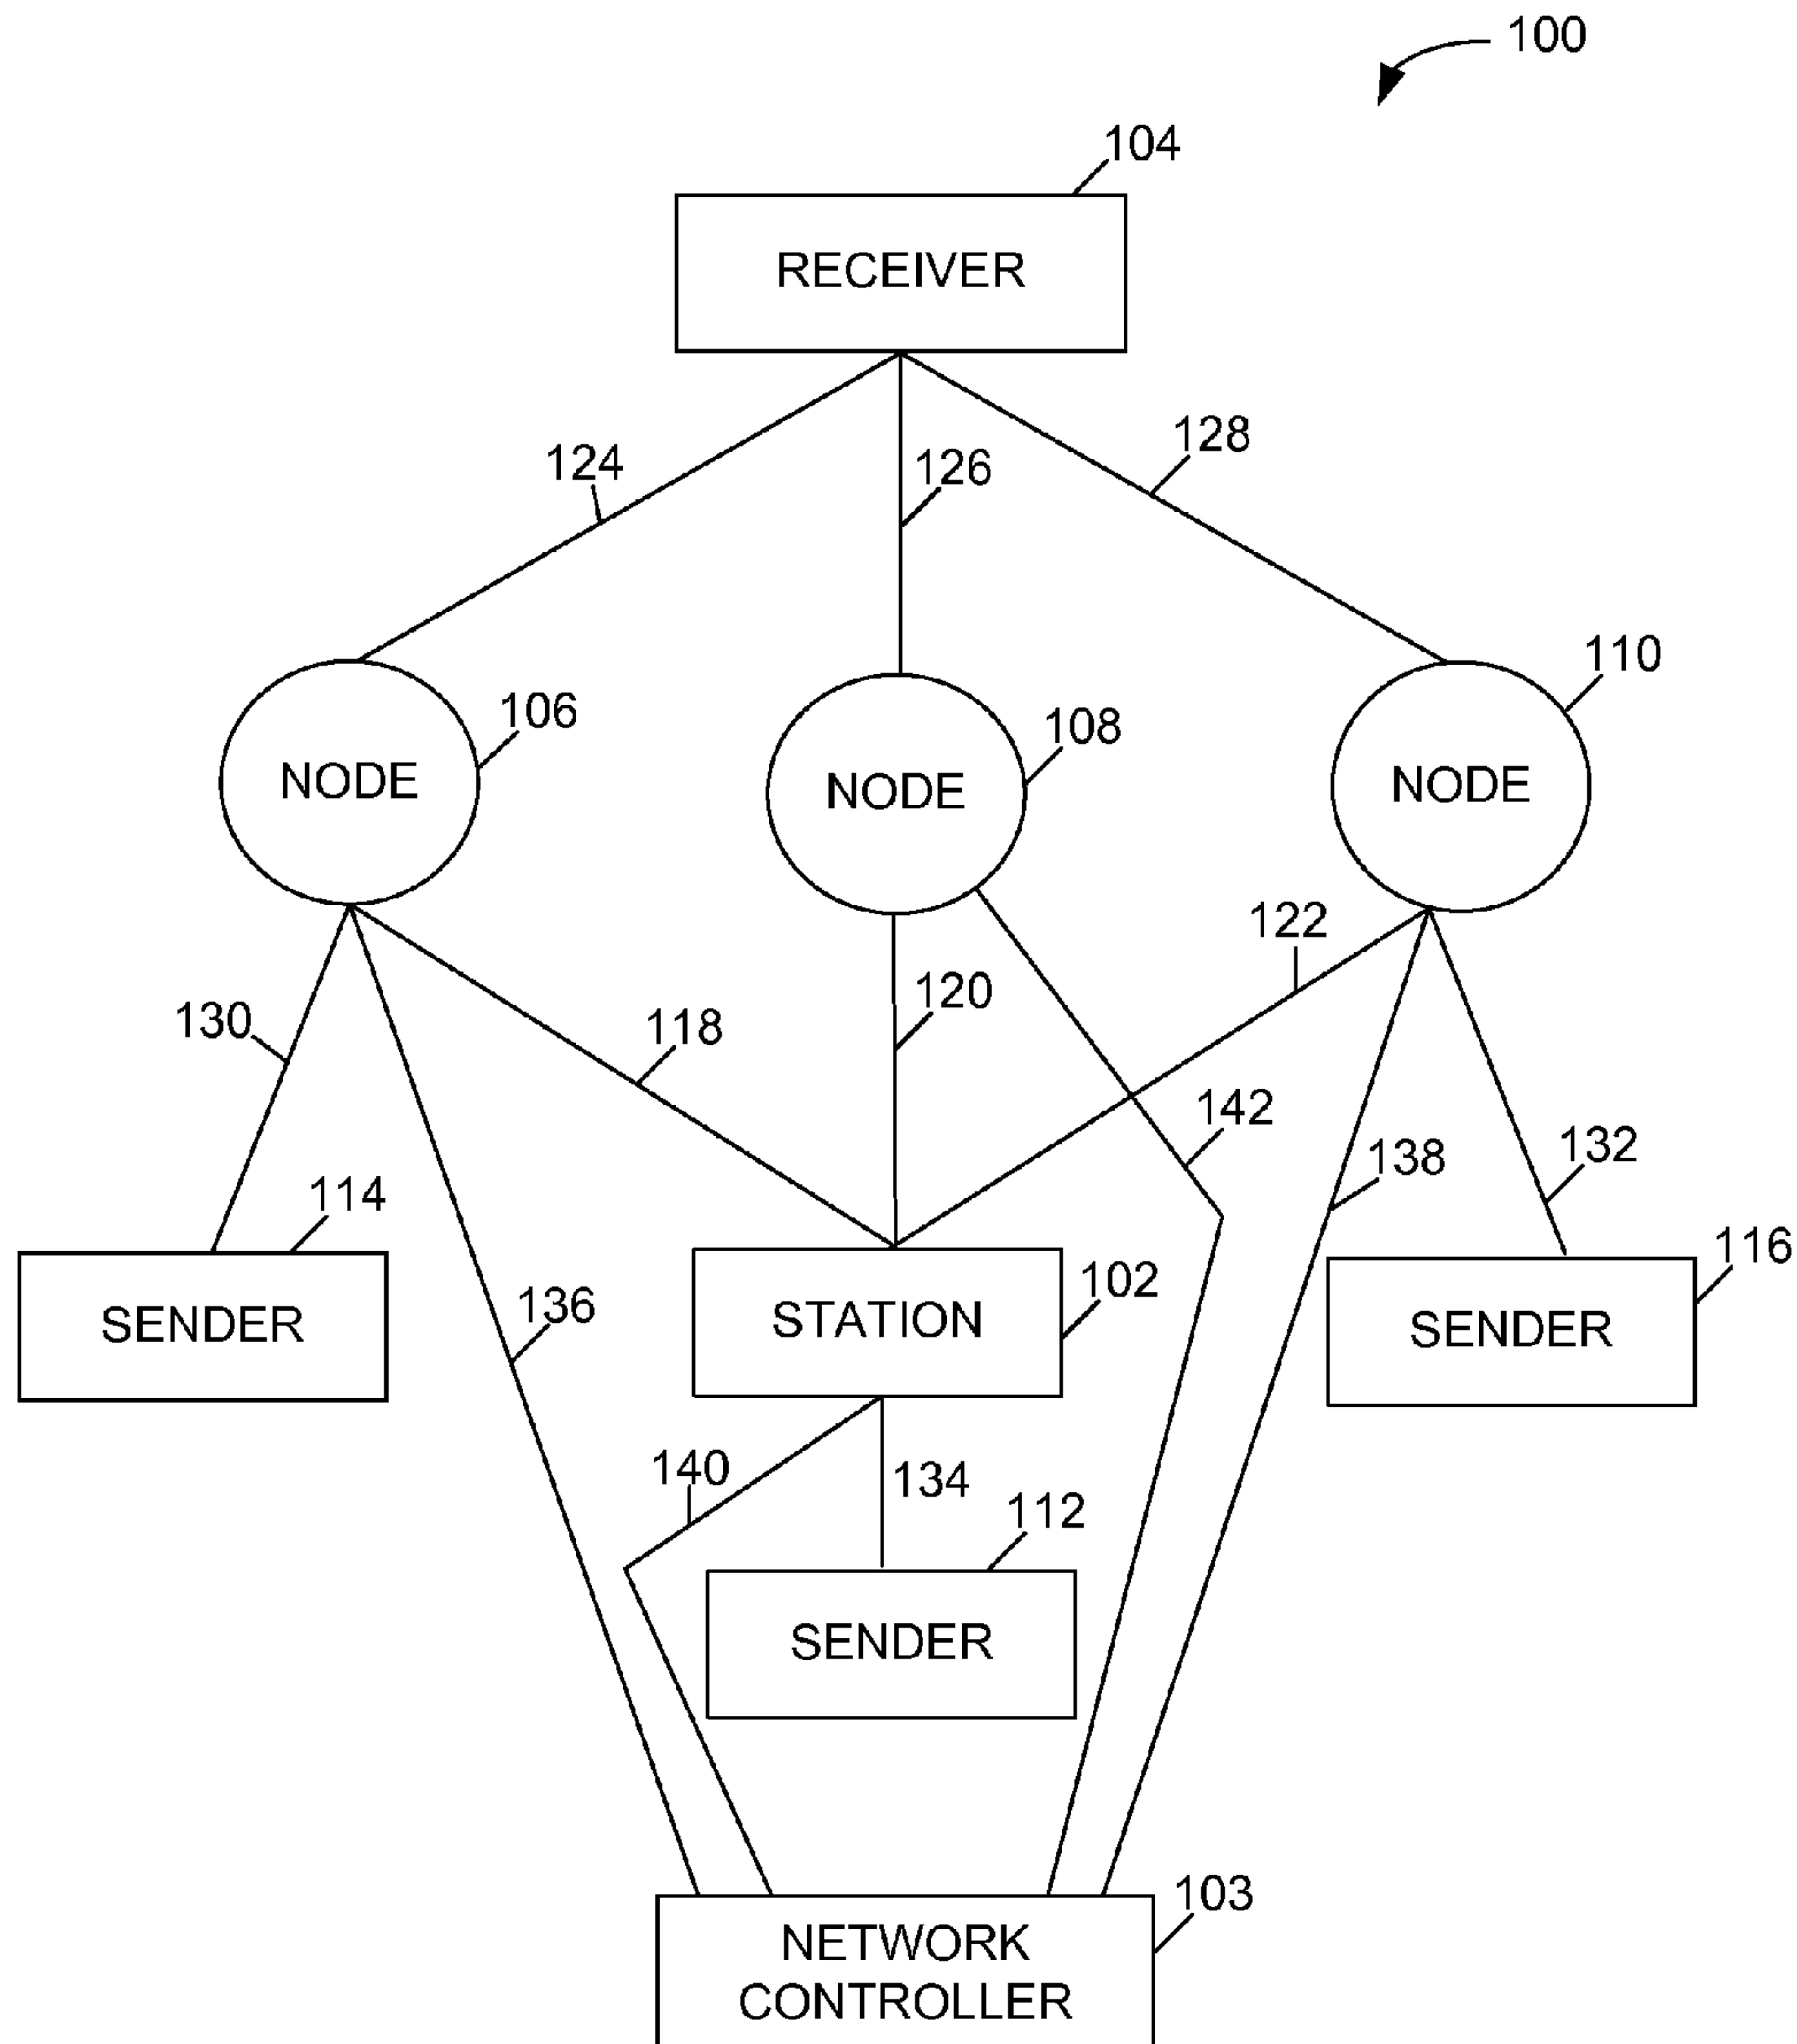 100
104
RECEIVER
124
126
128
106
108
110
NODE
NODE
NODE
130
118
120
122
142
138
132
114
136
102
116
SENDER
STATION
SENDER
140
134
112
SENDER
103
NETWORK
CONTROLLER